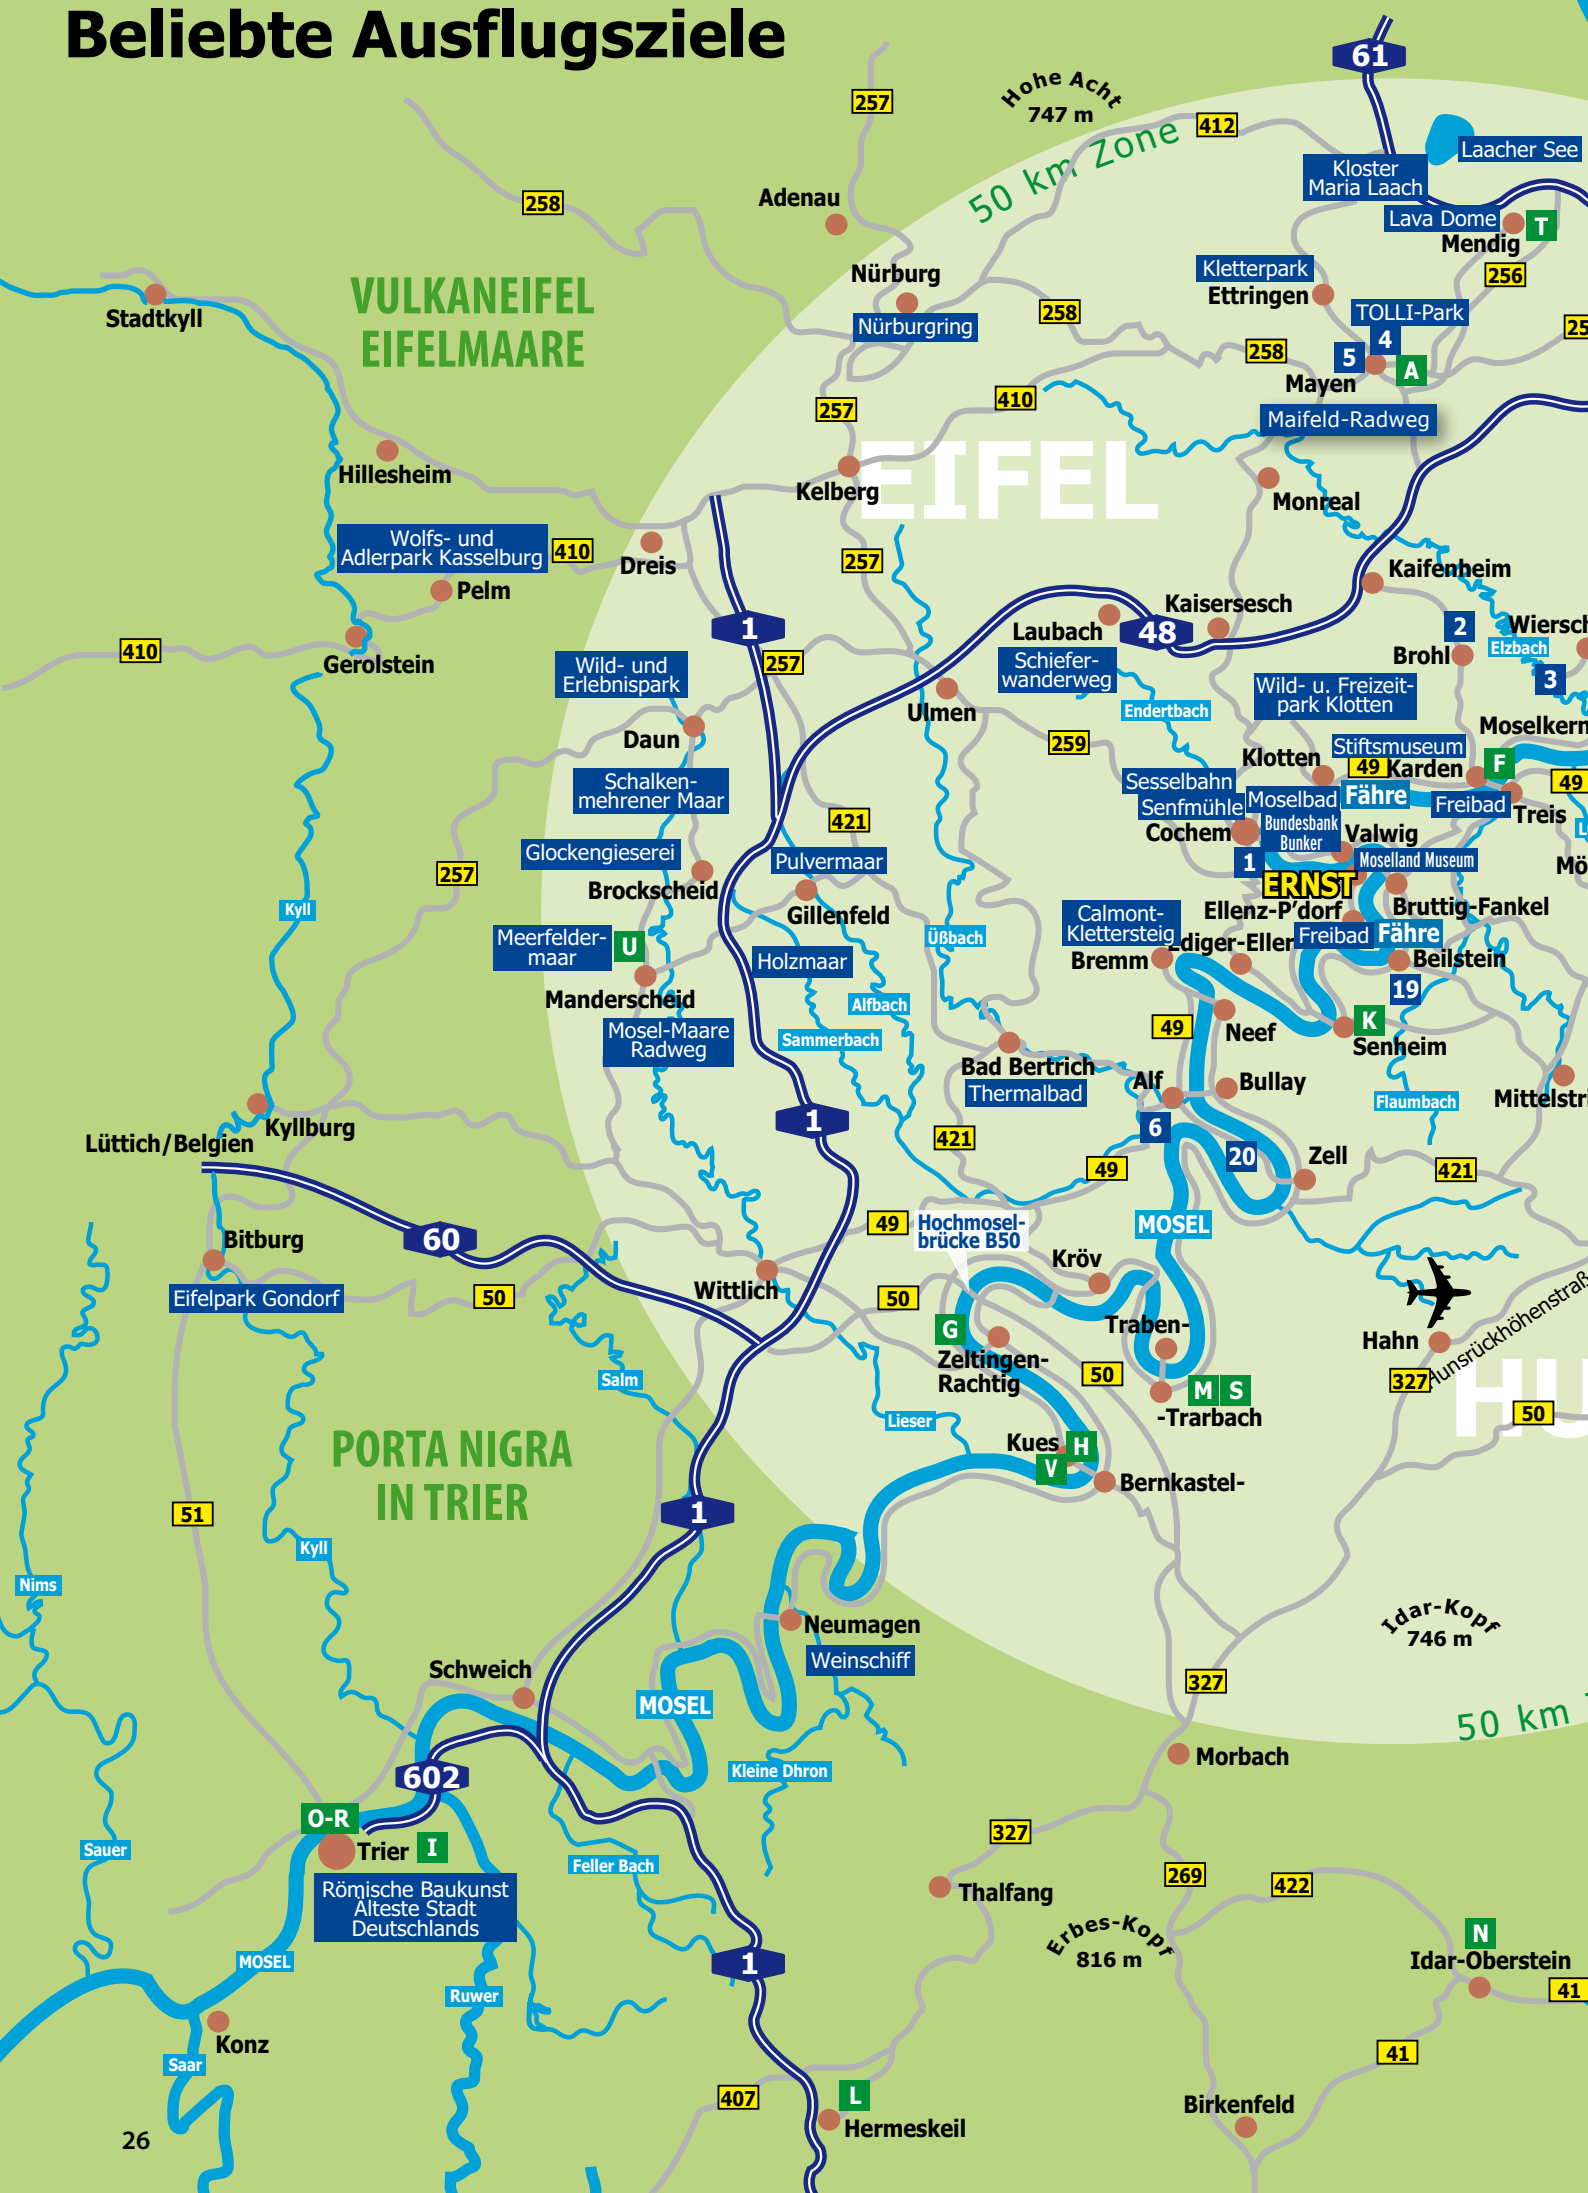 Beliebte Ausflugsziele
61
Hohe Acht
747 m
257
412
50 km Zone
Laacher See
Kloster
Maria Laach
258
Adenau
Lava Dome
T
Mendig
Nürburg
Kletterpark
256
Ettringen
VULKANEIFEL
EIFELMAARE
Stadtkyll
Nürburgring
258
TOLLI-Park
4
258
5
A
Mayen
257
410
Maifeld-Radweg
EIFEL
Hillesheim
Kelberg
Monreal
Wolfs- und
Adlerpark Kasselburg
410
Dreis
257
Kaifenheim
Pelm
Kaisersesch
1
Laubach
48
2
Brohl
Elzbach
410
Gerolstein
257
Wild- und
Erlebnispark
Schiefer-
wanderweg
3
Wild- u. Freizeit-
park Klotten
Ulmen
Endertbach
Daun
259
Moselkern
Stiftsmuseum
Klotten
49
Karden
F
49
Schalken-
mehrener Maar
Sesselbahn
Senfmühle
Moselbad
Fähre
Freibad
Treis
421
Cochem
Bundesbank
Bunker
Valwig
Glockengieserei
Pulvermaar
1
Moselland Museum
257
Brockscheid
ERNST
Gillenfeld
Ellenz-P'dorf
Bruttig-Fankel
Kyll
Calmont-
Klettersteig
Meerfelder-
maar
U
Üßbach
Ediger-Eller
Freibad
Fähre
Holzmaar
Bremm
Beilstein
Manderscheid
19
Alfbach
Mosel-Maare
Radweg
Sammerbach
49
Neef
K
Senheim
Bad Bertrich
Thermalbad
Alf
Bullay
Flaumbach
Kyllburg
1
6
Lüttich/Belgien
421
20
Zell
49
421
Bitburg
60
49
Hochmosel-
brücke B50
MOSEL
Kröv
Eifelpark Gondorf
50
Wittlich
50
G
Traben-
Hahn
Hunsrückhöhenstraß
Zeltingen-
Rachtig
50
327
Salm
M
S
-Trarbach
HU
50
Lieser
PORTA NIGRA
IN TRIER
Kues
H
V
Bernkastel-
51
1
Kyll
Nims
Idar-Kopf
746 m
Neumagen
Weinschiff
Schweich
327
MOSEL
50 km
Morbach
Kleine Dhron
602
O-R
Trier
I
327
Sauer
Feller Bach
269
422
Römische Baukunst
Älteste Stadt
Deutschlands
Thalfang
Erbes-Kopf
816 m
N
Idar-Oberstein
MOSEL
1
41
Ruwer
Konz
Saar
41
407
L
Hermeskeil
Birkenfeld
26